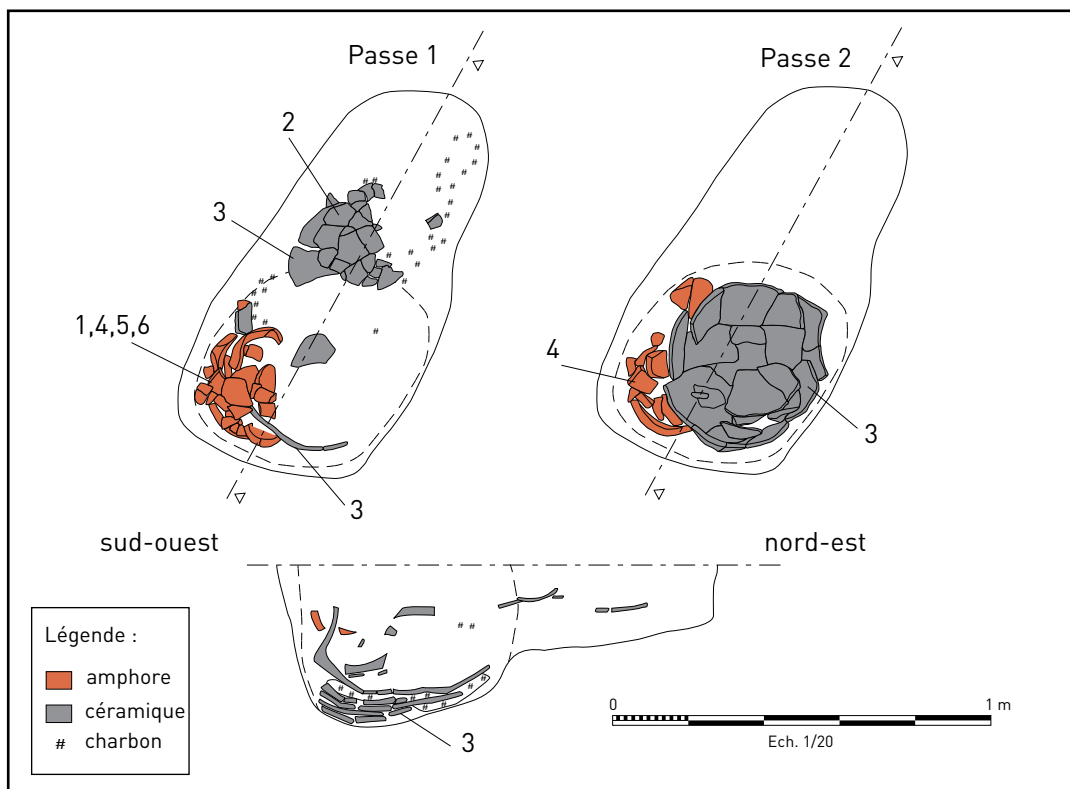 Passe 1
Passe 2
2
3
1,4,5,6
3
4
3
sud-ouest
nord-est
Légende :
amphore
céramique
# charbon
3
0
1 m
Ech. 1/20